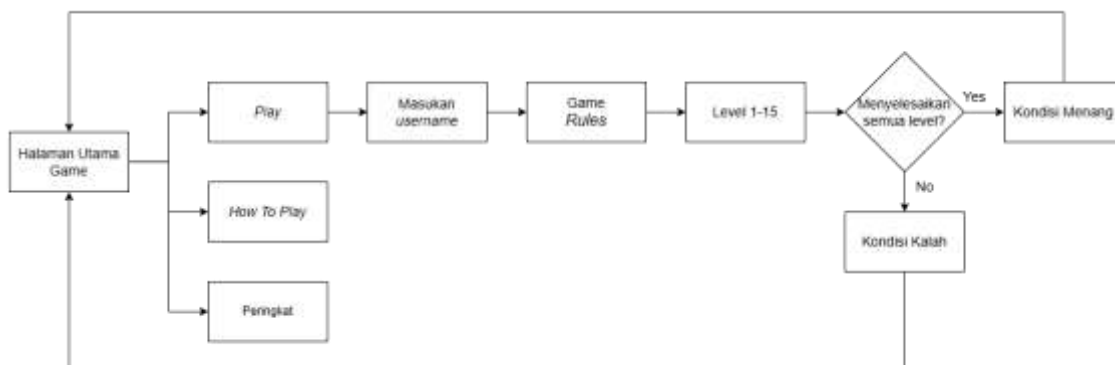 Play
Masukan
username
Game
Rules
Level 1-15
Menyelesaikan
semua level?
Yes
Kondisi Menang
Halaman Utama
Game
How To Play
No
Kondisi Kalah
Peringkat